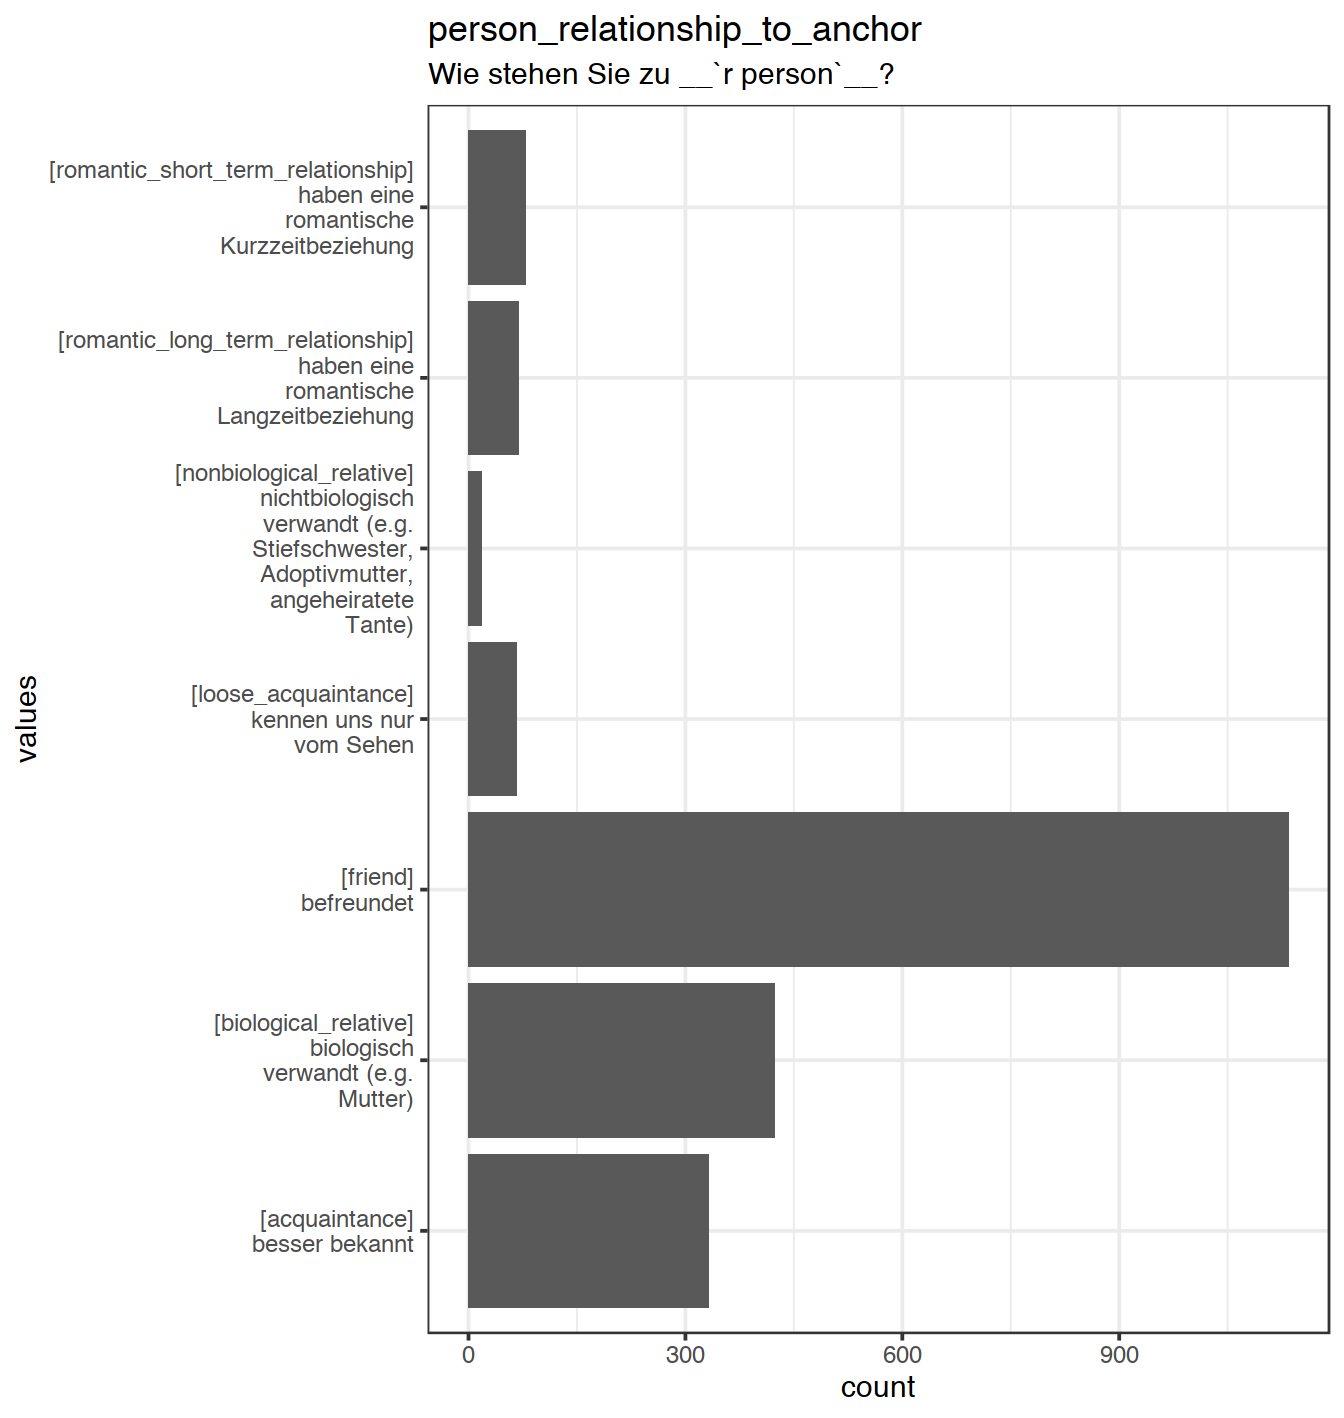 person_relationship_to_anchor
Wie stehen Sie zu __`r person`__?
[romantic_short_term_relationship]
haben eine
romantische
Kurzzeitbeziehung
[romantic_long_term_relationship]
haben eine
romantische
Langzeitbeziehung
[nonbiological_relative]
nichtbiologisch
verwandt (e.g.
Stiefschwester,
Adoptivmutter,
angeheiratete
Tante)
[loose_acquaintance]
kennen uns nur
vom Sehen
[friend]
befreundet
[biological_relative]
biologisch
verwandt (e.g.
Mutter)
[acquaintance]
besser bekannt
values
0 300 600 900
count